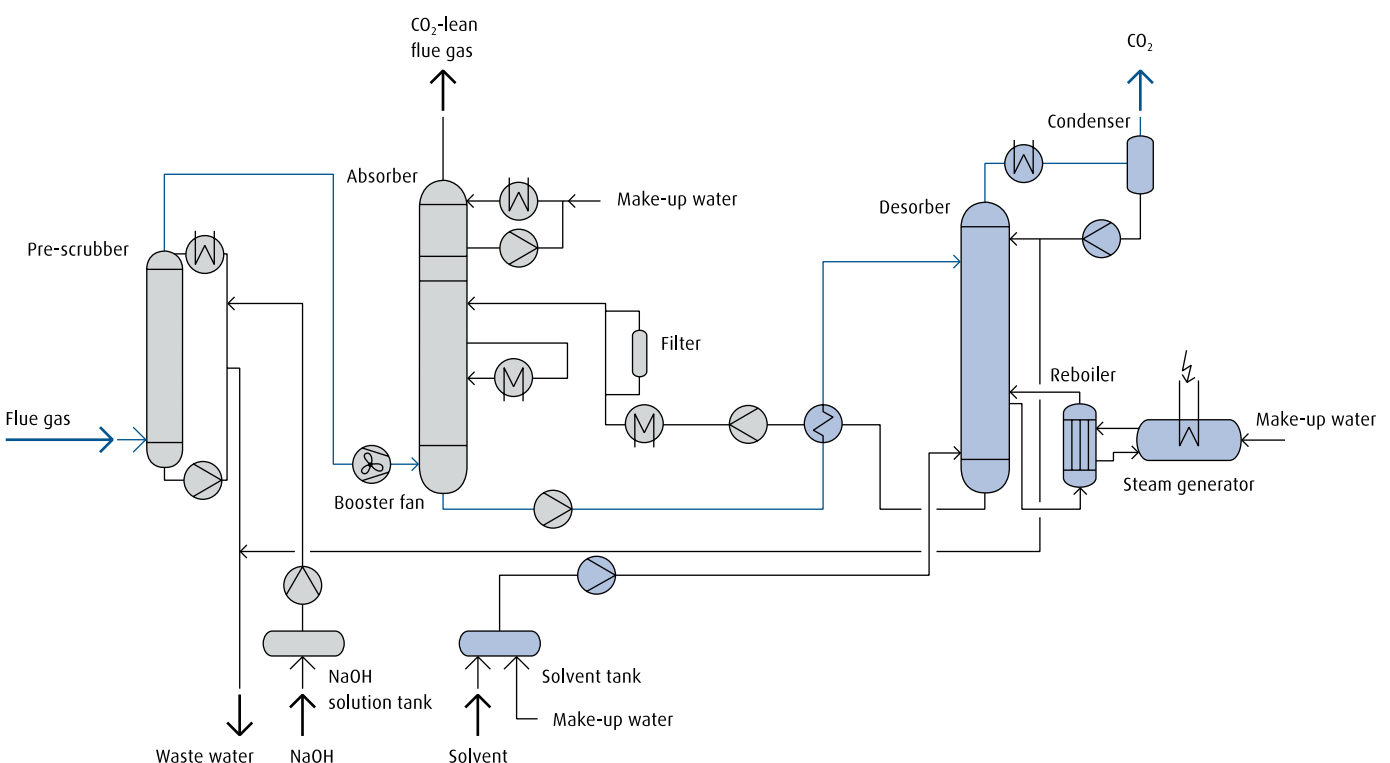 CO₂-lean
flue gas
CO₂
Condenser
Absorber
Make-up water
Desorber
Pre-scrubber
Filter
Reboiler
Flue gas
Make-up water
Steam generator
Booster fan
NaOH
solution tank
Solvent tank
Make-up water
Waste water
NaOH
Solvent